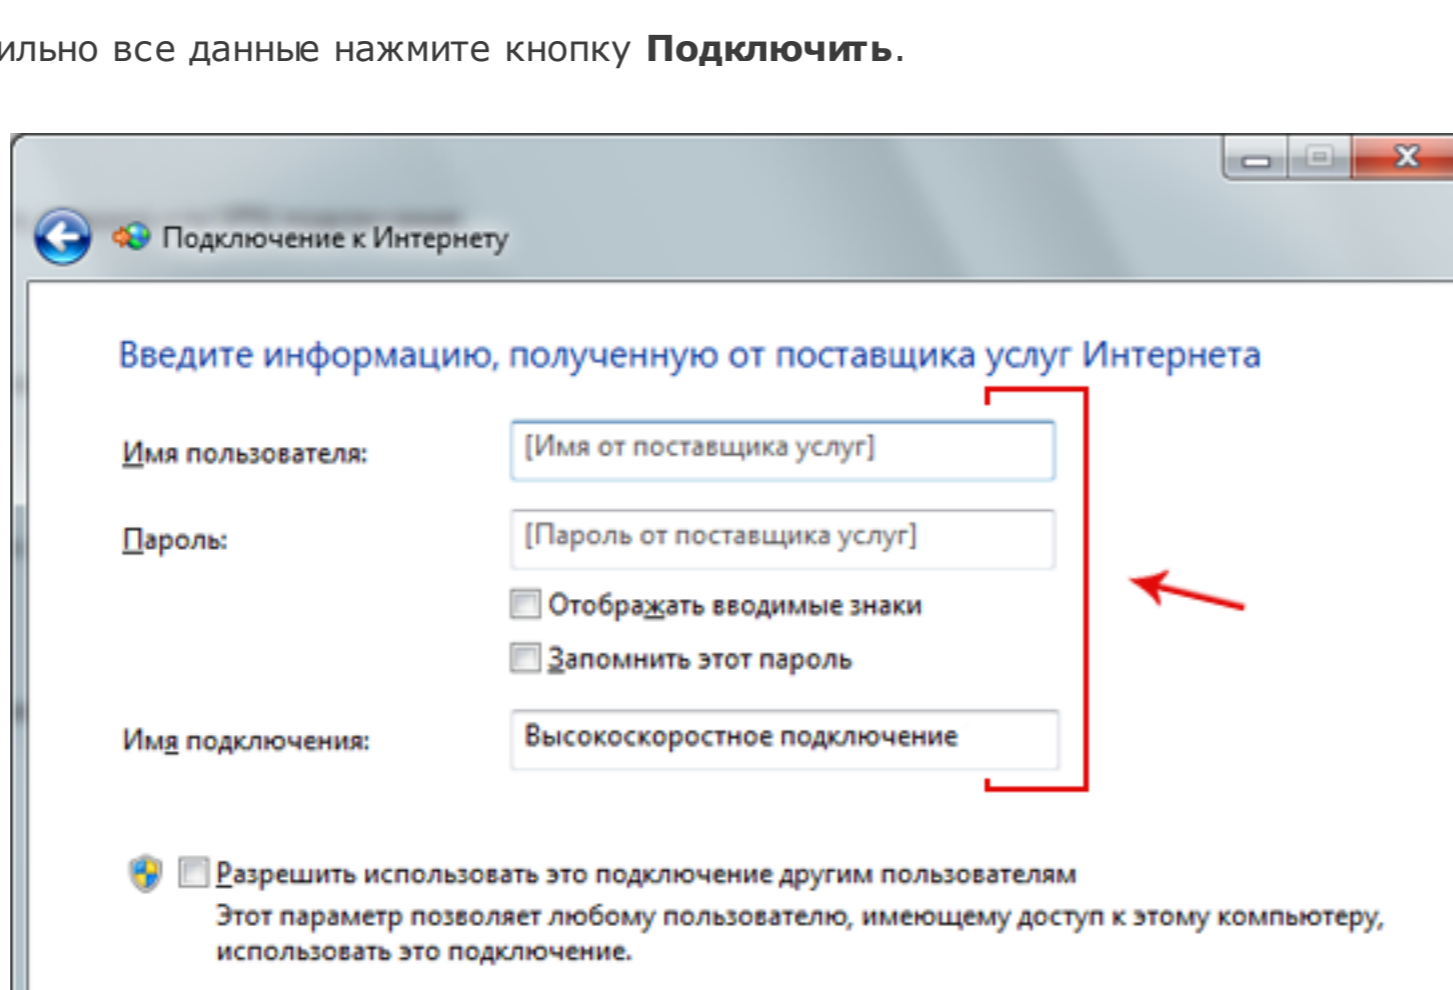 ильно все данные нажмите кнопку Подключить.
Подключение к Интернету
Введите информацию, полученную от поставщика услуг Интернета
Имя пользователя:
[Имя от поставщика услуг]
Пароль:
[Пароль от поставщика услуг]
Отображать вводимые знаки
Запомнить этот пароль
Имя подключения:
Высокоскоростное подключение
Разрешить использовать это подключение другим пользователям
Этот параметр позволяет любому пользователю, имеющему доступ к этому компьютеру,
использовать это подключение.